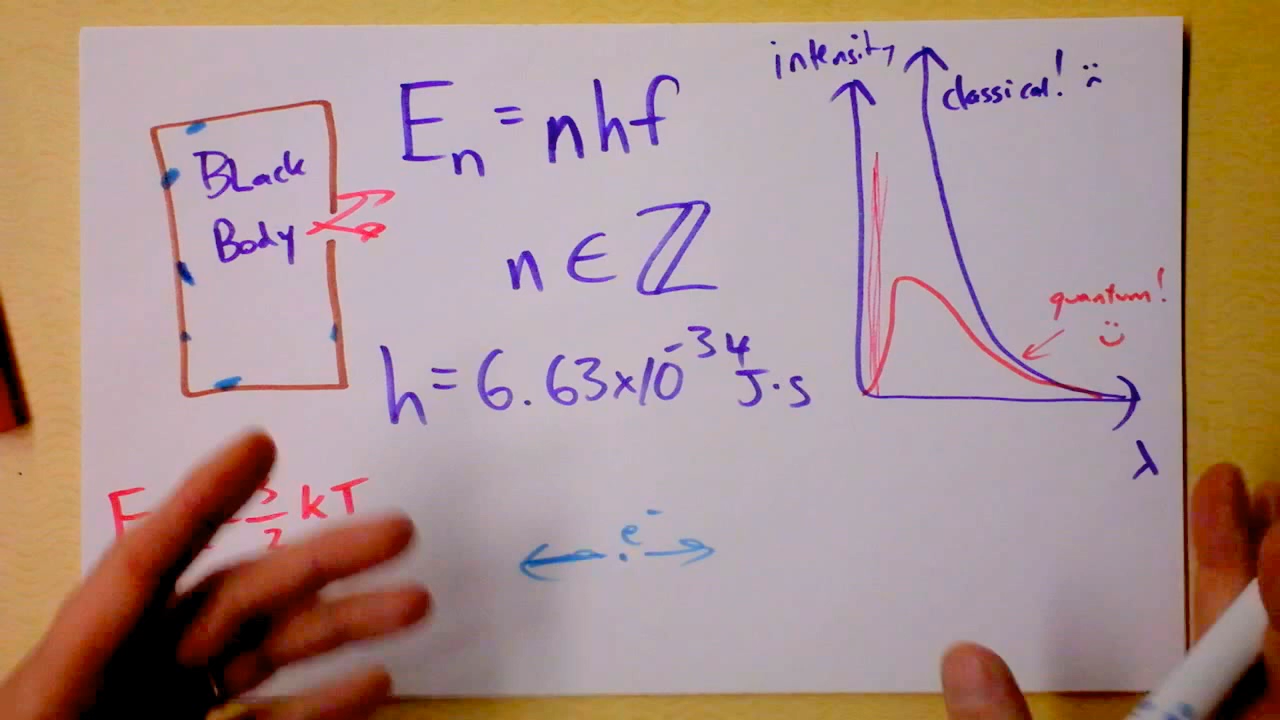 BLack
Body
Eₙ = nhf
n ∈ ℤ
h = 6.63×10⁻³⁴ J·s
kT
e⁻
intensity
classical! :(
quantum! :)
λ